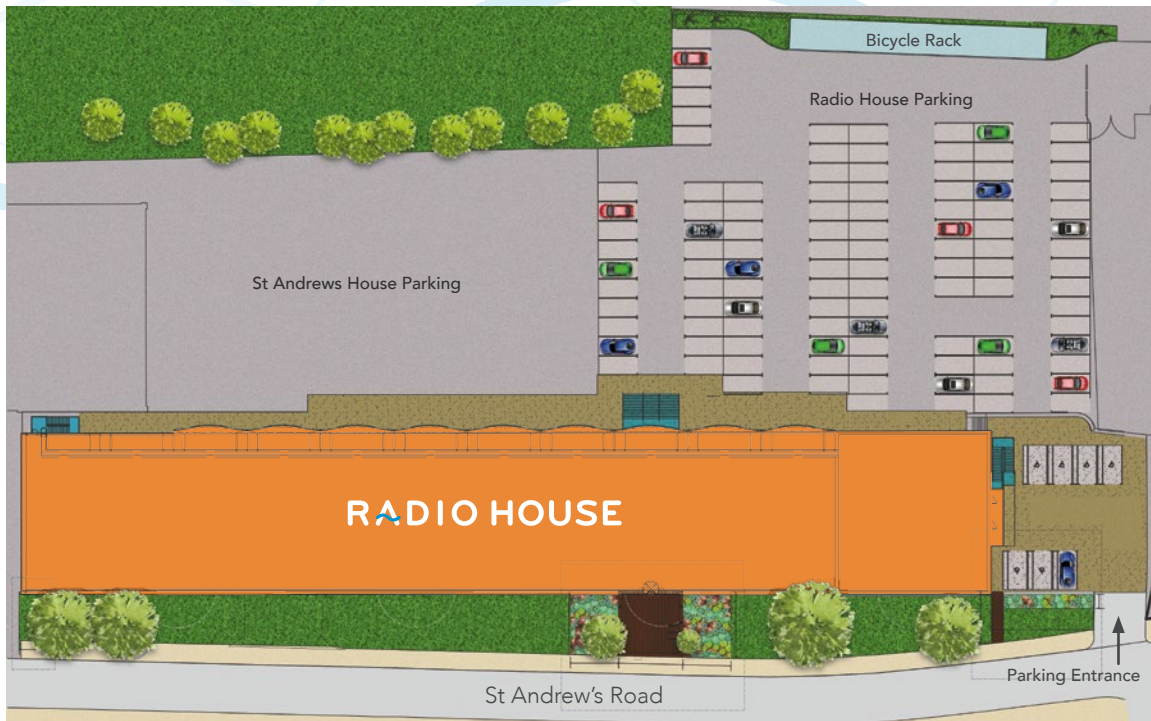 Bicycle Rack
Radio House Parking
St Andrews House Parking
RADIO HOUSE
Parking Entrance
St Andrew's Road